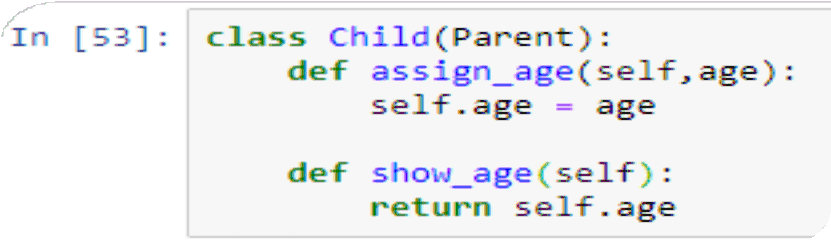 In [53]: class Child(Parent):
    def assign_age(self,age):
        self.age = age

    def show_age(self):
        return self.age